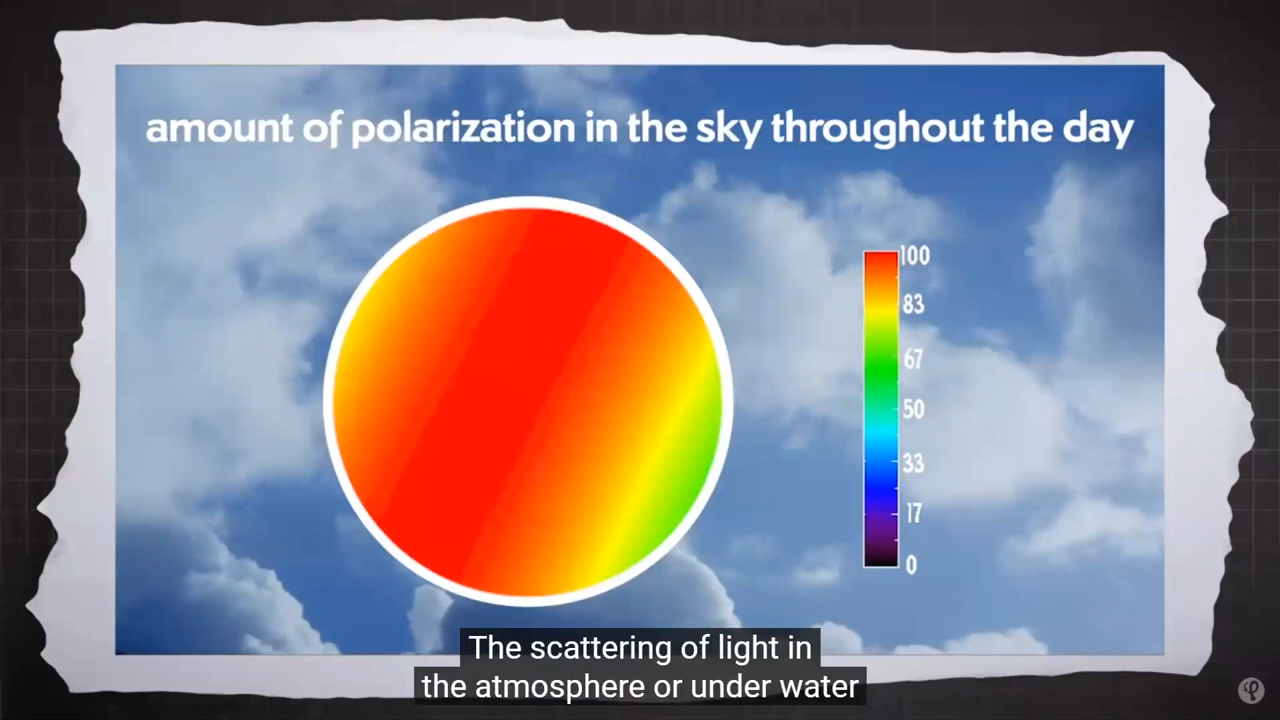 amount of polarization in the sky throughout the day
100
83
67
50
33
17
0
The scattering of light in
the atmosphere or under water